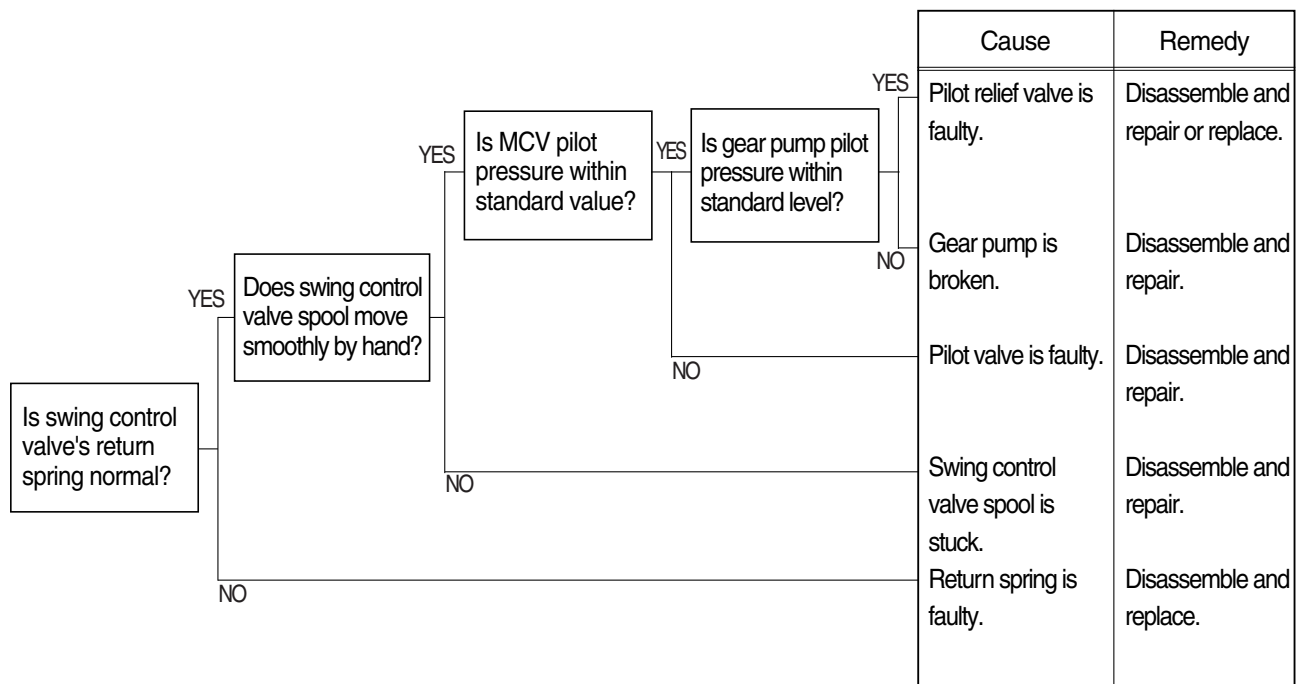 Cause
Remedy
YES
Pilot relief valve is
faulty.
Disassemble and
repair or replace.
YES
Is MCV pilot
pressure within
standard value?
YES
Is gear pump pilot
pressure within
standard level?
NO
Gear pump is
broken.
Disassemble and
repair.
YES
Does swing control
valve spool move
smoothly by hand?
NO
Pilot valve is faulty.
Disassemble and
repair.
Is swing control
valve's return
spring normal?
NO
Swing control
valve spool is
stuck.
Disassemble and
repair.
NO
Return spring is
faulty.
Disassemble and
replace.